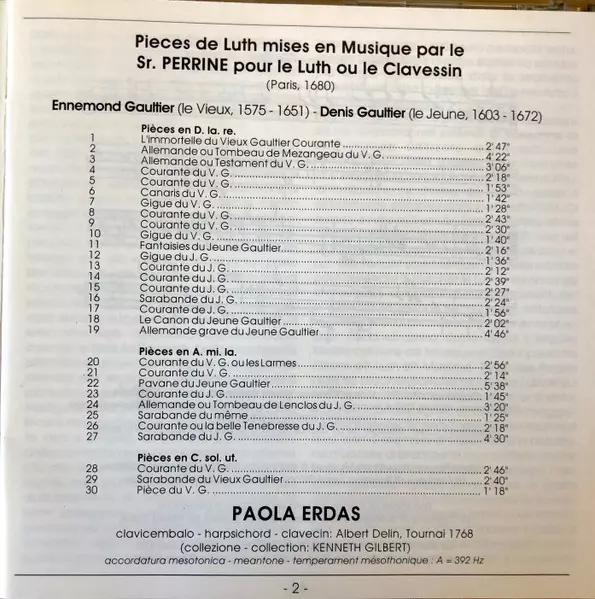 Pieces de Luth mises en Musique par le
Sr. PERRINE pour le Luth ou le Clavessin
(Paris, 1680)
Ennemond Gaultier (le Vieux, 1575 - 1651) - Denis Gaultier (le Jeune, 1603 - 1672)
Pièces en D. la. re.
1 L'immortelle du Vieux Gaultier Courante 2'47"
2 Allemande ou Tombeau de Mezangeau du V. G. 4'22"
3 Allemande ou Testament du V. G. 3'06"
4 Courante du V. G. 2'18"
5 Courante du V. G. 1'53"
6 Canaris du V. G. 1'42"
7 Gigue du V. G. 1'28"
8 Courante du V. G. 2'43"
9 Courante du V. G. 2'30"
10 Gigue du V. G. 1'40"
11 Fantaisies du Jeune Gaultier 2'16"
12 Gigue du J. G. 1'36"
13 Courante du J. G. 2'12"
14 Courante du J. G. 2'39"
15 Courante du J. G. 2'27"
16 Sarabande du J. G. 2'24"
17 Courante de J. G. 1'56"
18 Le Canon du Jeune Gaultier 2'02"
19 Allemande grave du Jeune Gaultier 4'46"
Pièces en A. mi. la.
20 Courante du V. G. ou les Larmes 2'56"
21 Courante du V. G. 2'14"
22 Pavane du Jeune Gaultier 5'38"
23 Courante du J. G. 1'45"
24 Allemande ou Tombeau de Lenclos du J. G. 3'20"
25 Sarabande du même 1'25"
26 Courante ou la belle Tenebresse du J. G. 2'18"
27 Sarabande du J. G. 4'30"
Pièces en C. sol. ut.
28 Courante du V. G. 2'46"
29 Sarabande du Vieux Gaultier 2'40"
30 Pièce du V. G. 1'18"
PAOLA ERDAS
clavicembalo - harpsichord - clavecin: Albert Delin, Tournai 1768
(collezione - collection: KENNETH GILBERT)
accordatura mesotonica - meantone - temperament mésothonique : A = 392 Hz
- 2 -